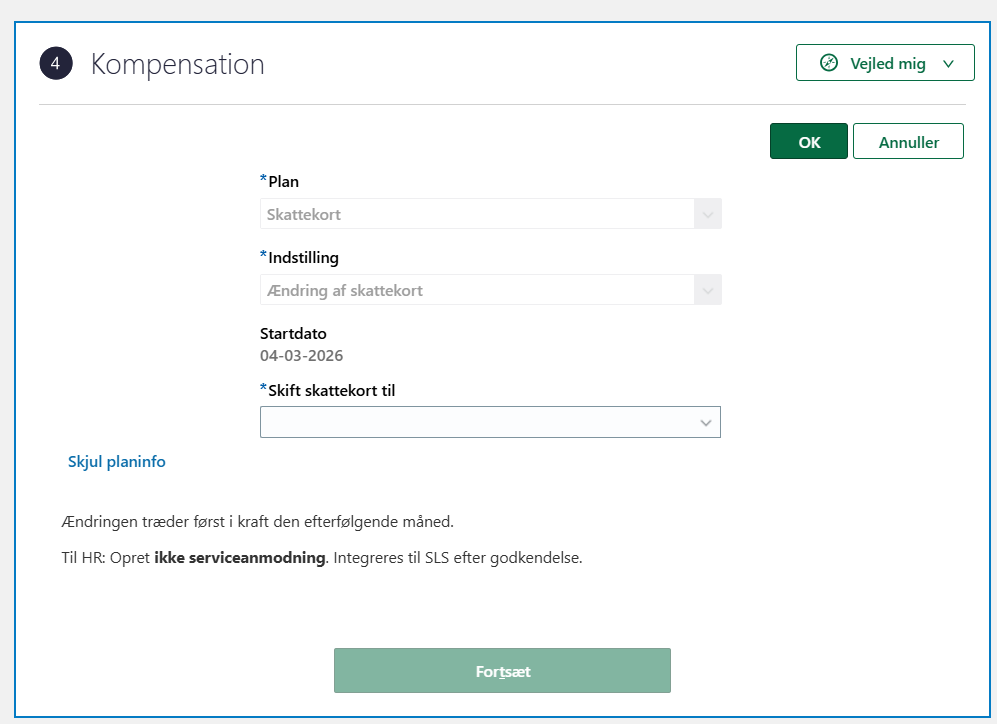 4 Kompensation
Vejled mig
OK Annuller
*Plan
Skattekort
*Indstilling
Ændring af skattekort
Startdato
04-03-2026
*Skift skattekort til
Skjul planinfo
Ændringen træder først i kraft den efterfølgende måned.
Til HR: Opret ikke serviceanmodning. Integreres til SLS efter godkendelse.
Fortsæt